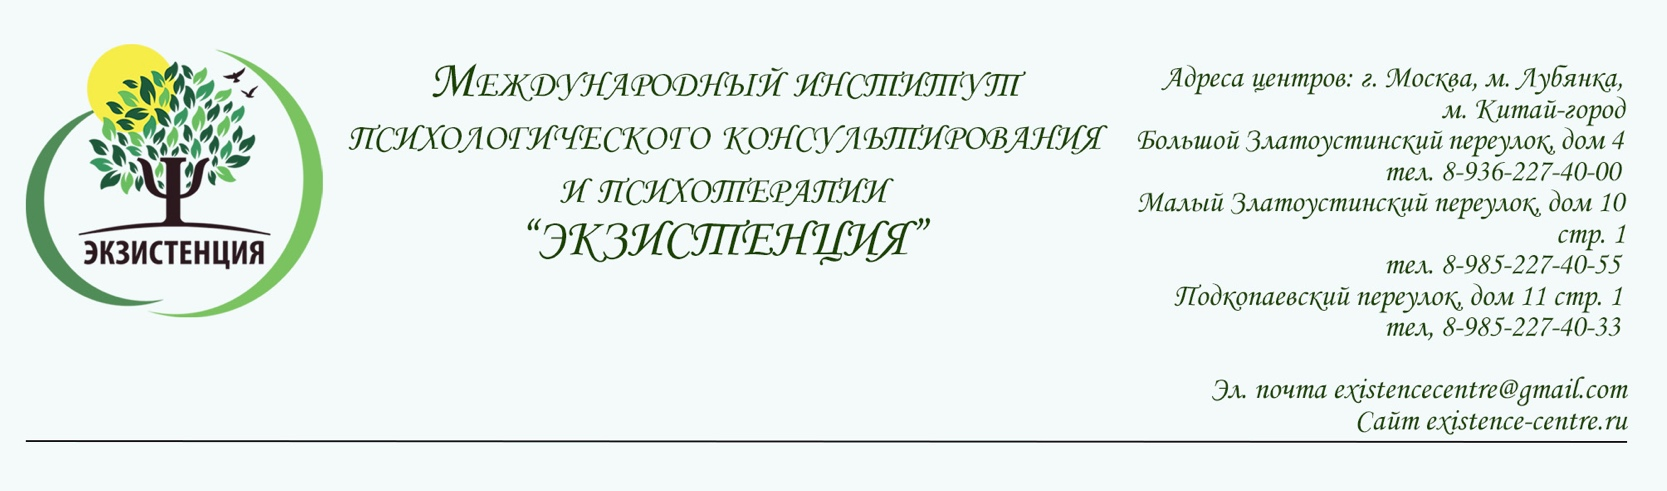 ЭКЗИСТЕНЦИЯ
Международный институт
психологического консультирования
и психотерапии
“ЭКЗИСТЕНЦИЯ”
Адреса центров: г. Москва, м. Лубянка,
м. Китай-город
Большой Златоустинский переулок, дом 4
тел. 8-936-227-40-00
Малый Златоустинский переулок, дом 10
стр. 1
тел. 8-985-227-40-55
Подкопаевский переулок, дом 11 стр. 1
тел, 8-985-227-40-33
Эл. почта existencecentre@gmail.com
Сайт existence-centre.ru